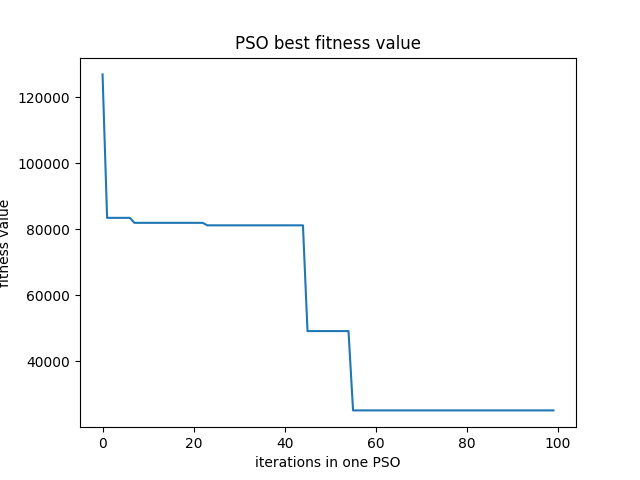 PSO best fitness value
120000
100000
80000
60000
40000
fitness value
0 20 40 60 80 100
iterations in one PSO